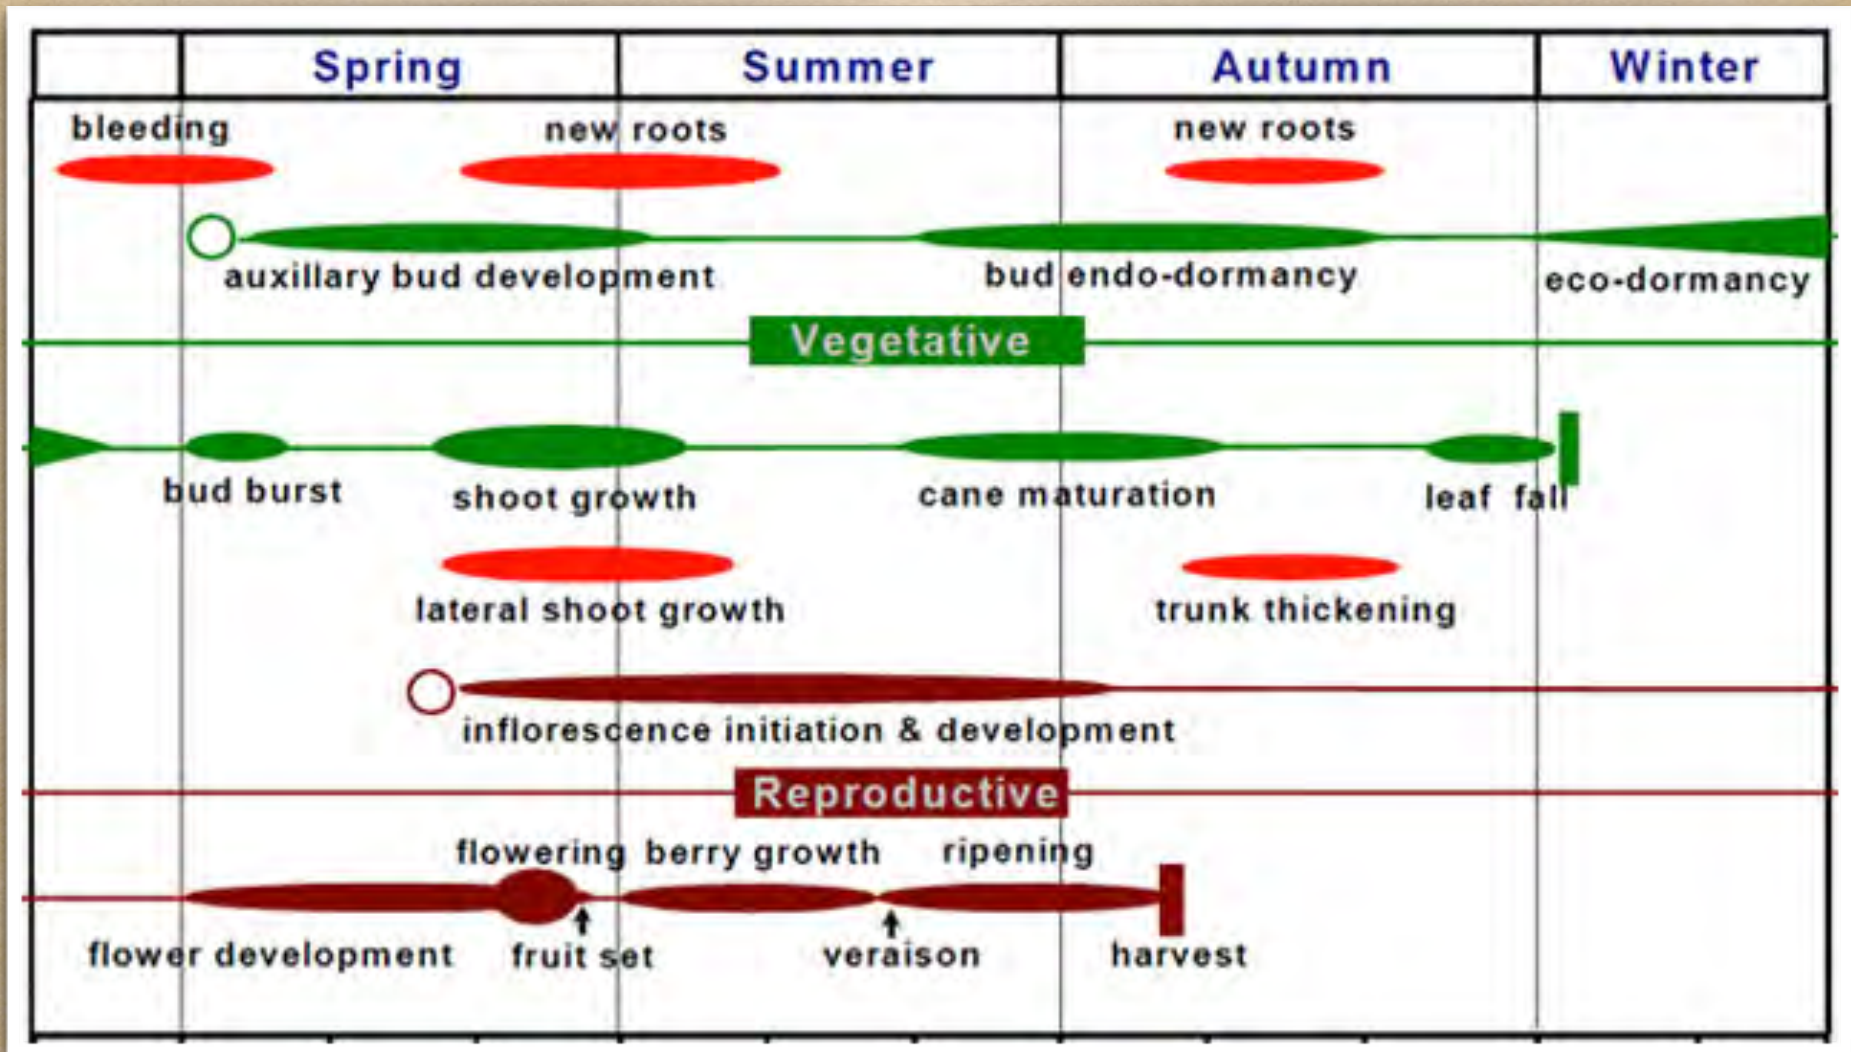 Spring Summer Autumn Winter
bleeding new roots new roots
auxillary bud development bud endo-dormancy eco-dormancy
Vegetative
bud burst shoot growth cane maturation leaf fall
lateral shoot growth trunk thickening
inflorescence initiation & development
Reproductive
flowering berry growth ripening
flower development fruit set veraison harvest